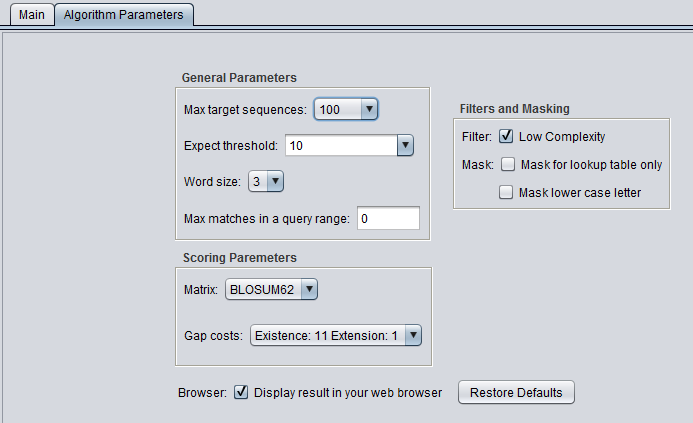 Main
Algorithm Parameters
General Parameters
Max target sequences: 100
Expect threshold: 10
Word size: 3
Max matches in a query range: 0
Filters and Masking
Filter: Low Complexity
Mask: Mask for lookup table only
Mask lower case letter
Scoring Paremeters
Matrix: BLOSUM62
Gap costs: Existence: 11 Extension: 1
Browser: Display result in your web browser
Restore Defaults